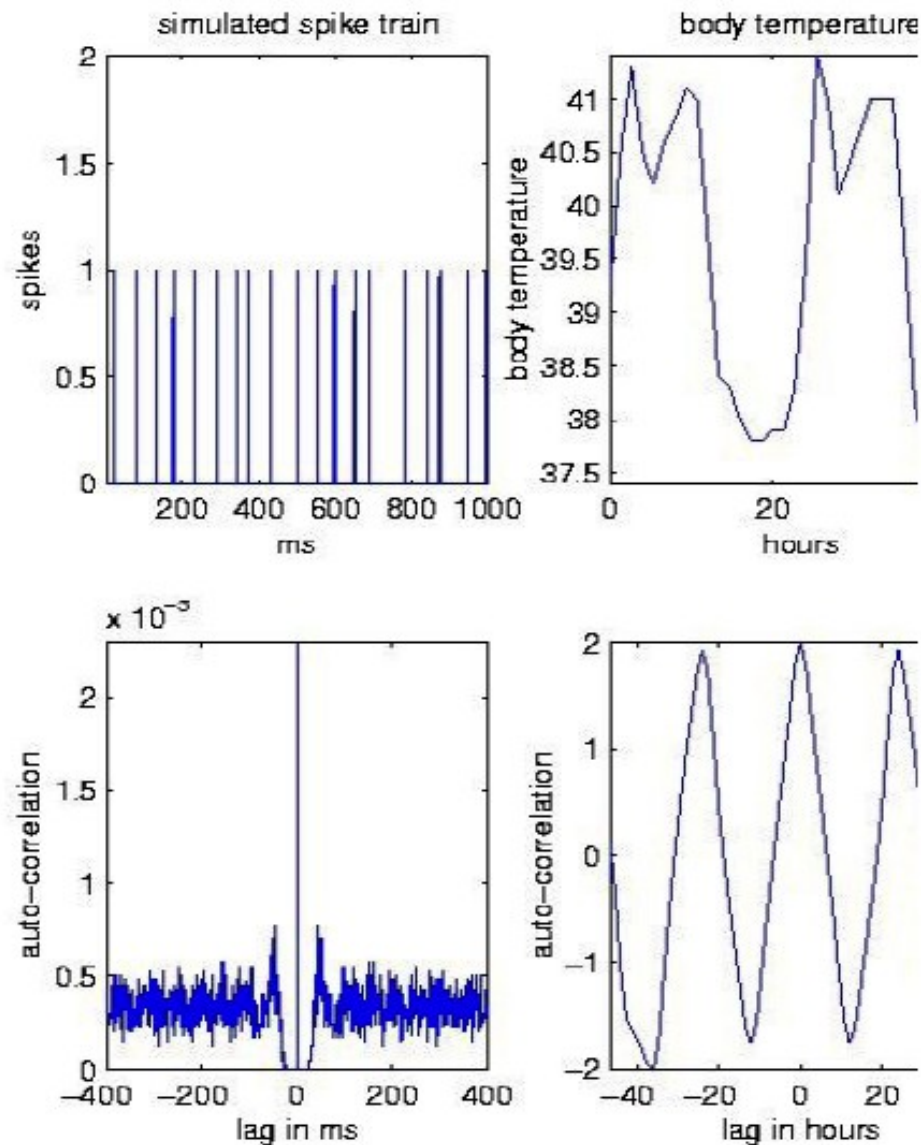 simulated spike train
2
1.5
1
0.5
0
spikes
200 400 600 800 1000
ms
body temperature
41
40.5
40
39.5
39
38.5
38
37.5
body temperature
0 20
hours
x 10
2
1.5
1
0.5
0
auto-correlation
-400 -200 0 200 400
lag in ms
2
1
0
-1
-2
auto-correlation
-40 -20 0 20
lag in hours